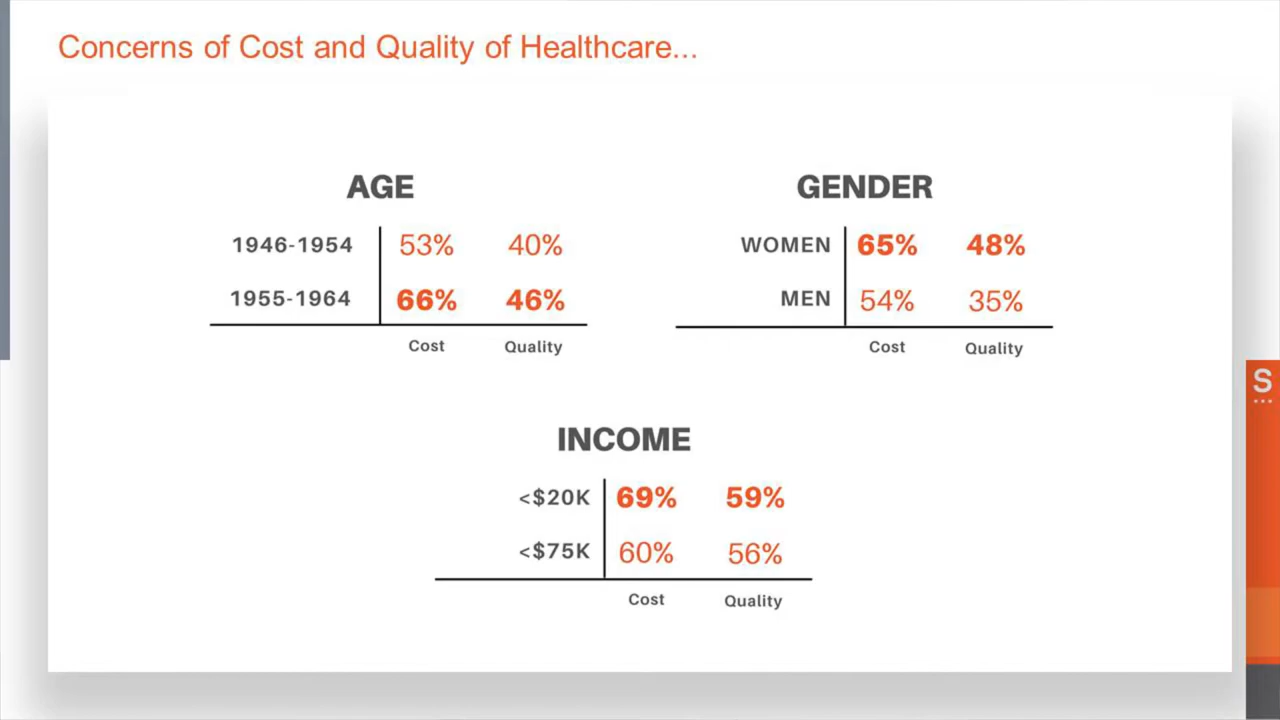 Concerns of Cost and Quality of Healthcare...
AGE
1946-1954 53% 40%
1955-1964 66% 46%
Cost Quality
GENDER
WOMEN 65% 48%
MEN 54% 35%
Cost Quality
S
INCOME
<$20K 69% 59%
<$75K 60% 56%
Cost Quality